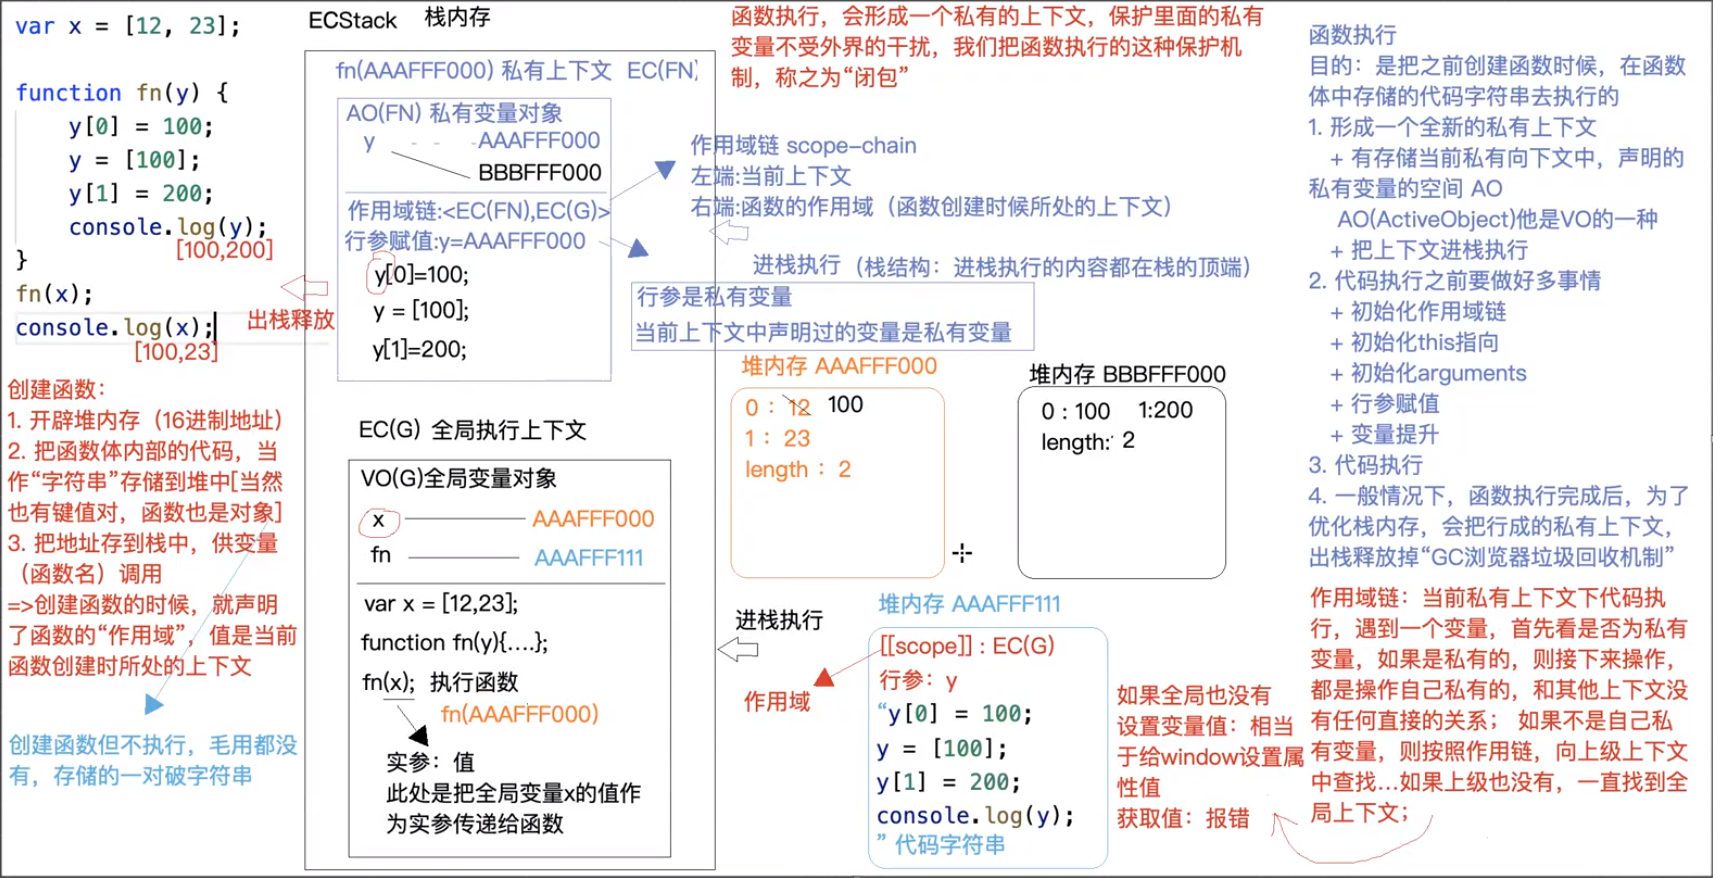 var x = [12, 23];
function fn(y) {
y[0] = 100;
y = [100];
y[1] = 200;
console.log(y);
[100,200]
}
fn(x);
console.log(x);
[100,23]
出栈释放
创建函数：
1. 开辟堆内存（16进制地址）
2. 把函数体内部的代码，当
作“字符串”存储到堆中[当然
也有键值对，函数也是对象]
3. 把地址存到栈中，供变量
（函数名）调用
=>创建函数的时候，就声明
了函数的“作用域”，值是当前
函数创建时所处的上下文
创建函数但不执行，毛用都没
有，存储的一对破字符串
ECStack 栈内存
fn(AAAFFF000) 私有上下文 EC(FN)
AO(FN) 私有变量对象
y AAAFFF000
BBBFFF000
作用域链:<EC(FN),EC(G)>
行参赋值:y=AAAFFF000
y[0]=100;
y = [100];
y[1]=200;
EC(G) 全局执行上下文
VO(G)全局变量对象
x AAAFFF000
fn AAAFFF111
var x = [12,23];
function fn(y){....};
fn(x); 执行函数
fn(AAAFFF000)
实参：值
此处是把全局变量x的值作
为实参传递给函数
函数执行，会形成一个私有的上下文，保护里面的私有
变量不受外界的干扰，我们把函数执行的这种保护机
制，称之为“闭包”
作用域链 scope-chain
左端:当前上下文
右端:函数的作用域（函数创建时候所处的上下文）
进栈执行（栈结构：进栈执行的内容都在栈的顶端）
行参是私有变量
当前上下文中声明过的变量是私有变量
堆内存 AAAFFF000
0 : 12 100
1 : 23
length : 2
堆内存 BBBFFF000
0 : 100 1:200
length: 2
进栈执行
堆内存 AAAFFF111
[[scope]] : EC(G)
行参：y
“y[0] = 100;
y = [100];
y[1] = 200;
console.log(y);
” 代码字符串
作用域
如果全局也没有
设置变量值：相当
于给window设置属
性值
获取值：报错
函数执行
目的：是把之前创建函数时候，在函数
体中存储的代码字符串去执行的
1. 形成一个全新的私有上下文
+ 有存储当前私有向下文中，声明的
私有变量的空间 AO
AO(ActiveObject)他是VO的一种
+ 把上下文进栈执行
2. 代码执行之前要做好多事情
+ 初始化作用域链
+ 初始化this指向
+ 初始化arguments
+ 行参赋值
+ 变量提升
3. 代码执行
4. 一般情况下，函数执行完成后，为了
优化栈内存，会把行成的私有上下文，
出栈释放掉“GC浏览器垃圾回收机制”
作用域链：当前私有上下文下代码执
行，遇到一个变量，首先看是否为私有
变量，如果是私有的，则接下来操作，
都是操作自己私有的，和其他上下文没
有任何直接的关系； 如果不是自己私
有变量，则按照作用链，向上级上下文
中查找...如果上级也没有，一直找到全
局上下文；